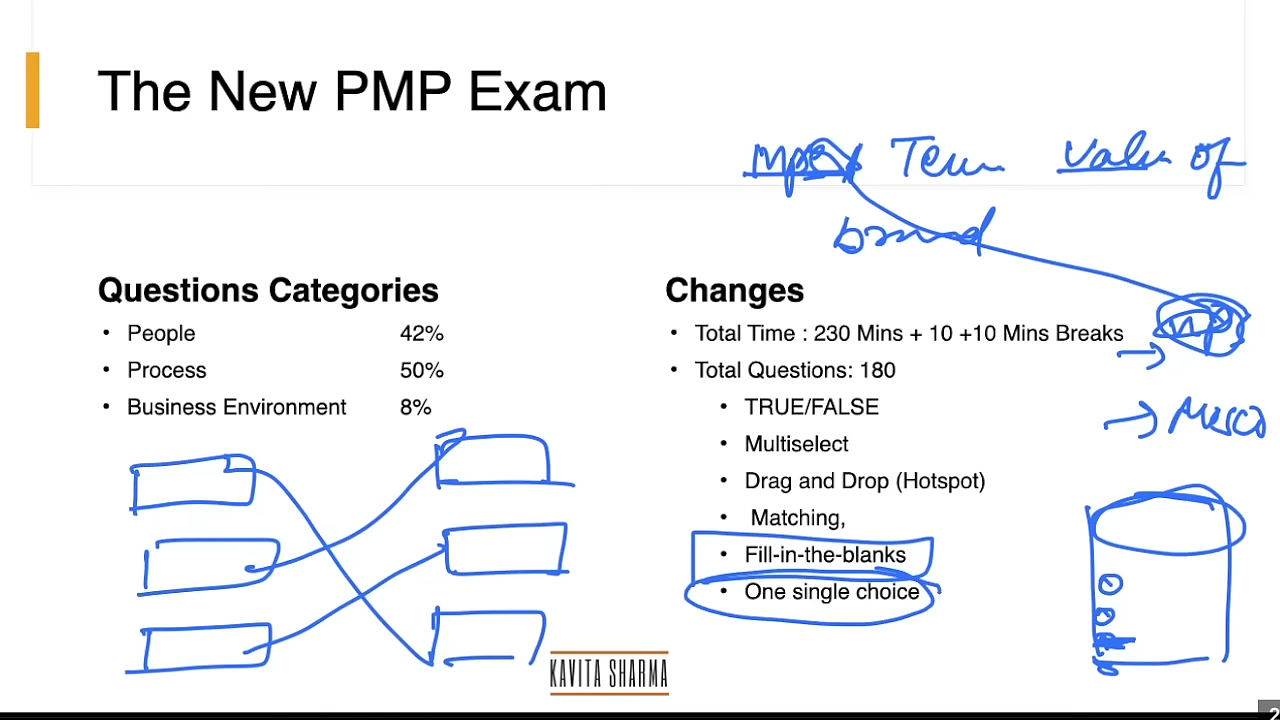 The New PMP Exam
Term Value of
brand
Questions Categories
• People 42%
• Process 50%
• Business Environment 8%
Changes
• Total Time : 230 Mins + 10 +10 Mins Breaks
• Total Questions: 180
• TRUE/FALSE
• Multiselect
• Drag and Drop (Hotspot)
• Matching,
• Fill-in-the-blanks
• One single choice
KAVITA SHARMA